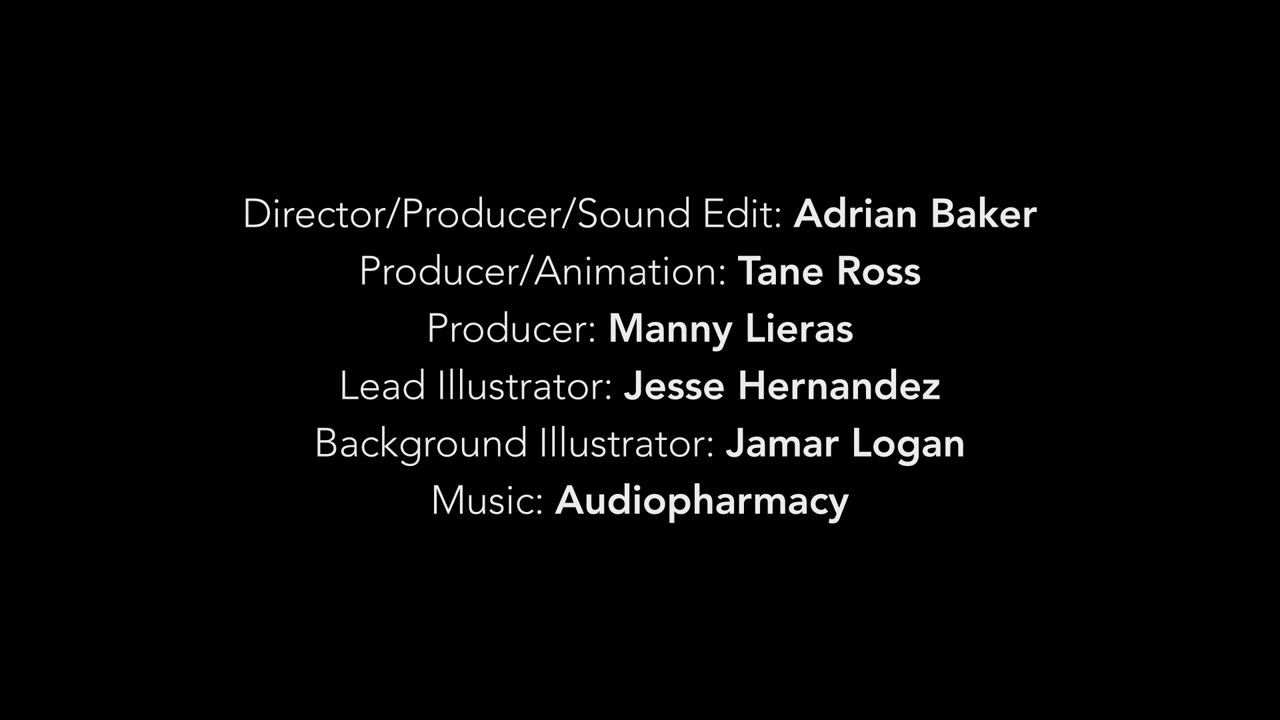 Director/Producer/Sound Edit: Adrian Baker
Producer/Animation: Tane Ross
Producer: Manny Lieras
Lead Illustrator: Jesse Hernandez
Background Illustrator: Jamar Logan
Music: Audiopharmacy